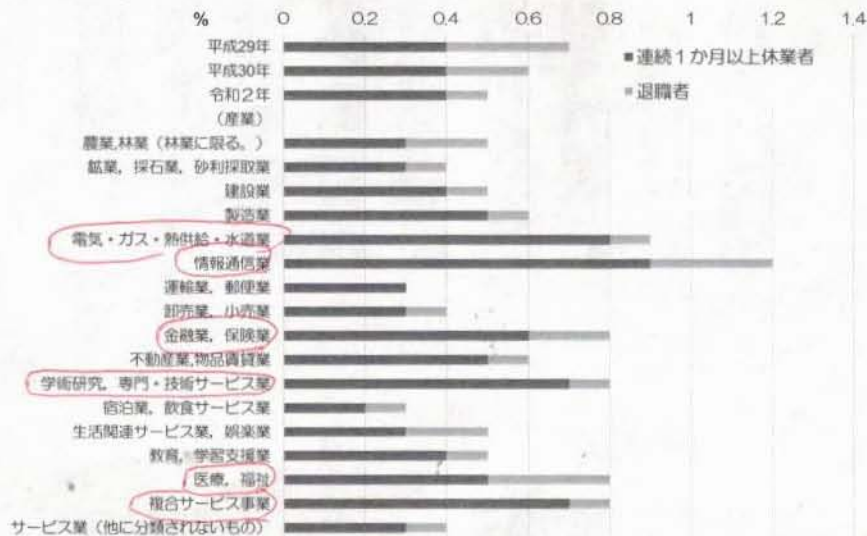 % 0 0.2 0.4 0.6 0.8 1 1.2 1.4
平成29年
■連続1か月以上休業者
平成30年
■退職者
令和2年
(産業)
農業,林業(林業に限る。)
鉱業,採石業,砂利採取業
建設業
製造業
電気・ガス・熱供給・水道業
情報通信業
運輸業,郵便業
卸売業,小売業
金融業,保険業
不動産業,物品賃貸業
学術研究,専門・技術サービス業
宿泊業,飲食サービス業
生活関連サービス業,娯楽業
教育,学習支援業
医療,福祉
複合サービス事業
サービス業(他に分類されないもの)